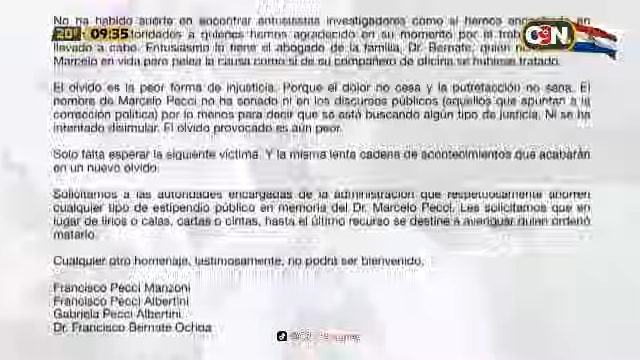 No ha habido suerte en encontrar entusiastas investigadores como sí hemos en
20° 09:35 a quienes hemos agradecido en su momento por el
llevado a cabo. Entusiasmo lo tiene el abogado de la familia, Dr. Bernate, quien
Marcelo en vida pero pelea la causa como si de su compañero de oficina se hubiese tratado.
C9N
El olvido es la peor forma de injusticia. Porque el dolor no cesa y la putrefacción no sana. El
nombre de Marcelo Pecci no ha sonado ni en los discursos públicos (aquellos que apuntan a la
corrección política) por lo menos para decir que se está buscando algún tipo de justicia. Ni se ha
intentado disimular. El olvido provocado es aún peor.
Solo falta esperar la siguiente víctima. Y la misma lenta cadena de acontecimientos que acabarán
en un nuevo olvido.
Solicitamos a las autoridades encargadas de la administración que respetuosamente ahorren
cualquier tipo de estipendio público en memoria del Dr. Marcelo Pecci. Les solicitamos que en
lugar de lirios o calas, cartas o cintas, hasta el último recurso se destine a averiguar quien ordenó
matarlo.
Cualquier otro homenaje, lastimosamente, no podrá ser bienvenido.
Francisco Pecci Manzoni
Francisco Pecci Albertini
Gabriela Pecci Albertini
Dr. Francisco Bernate Ochoa